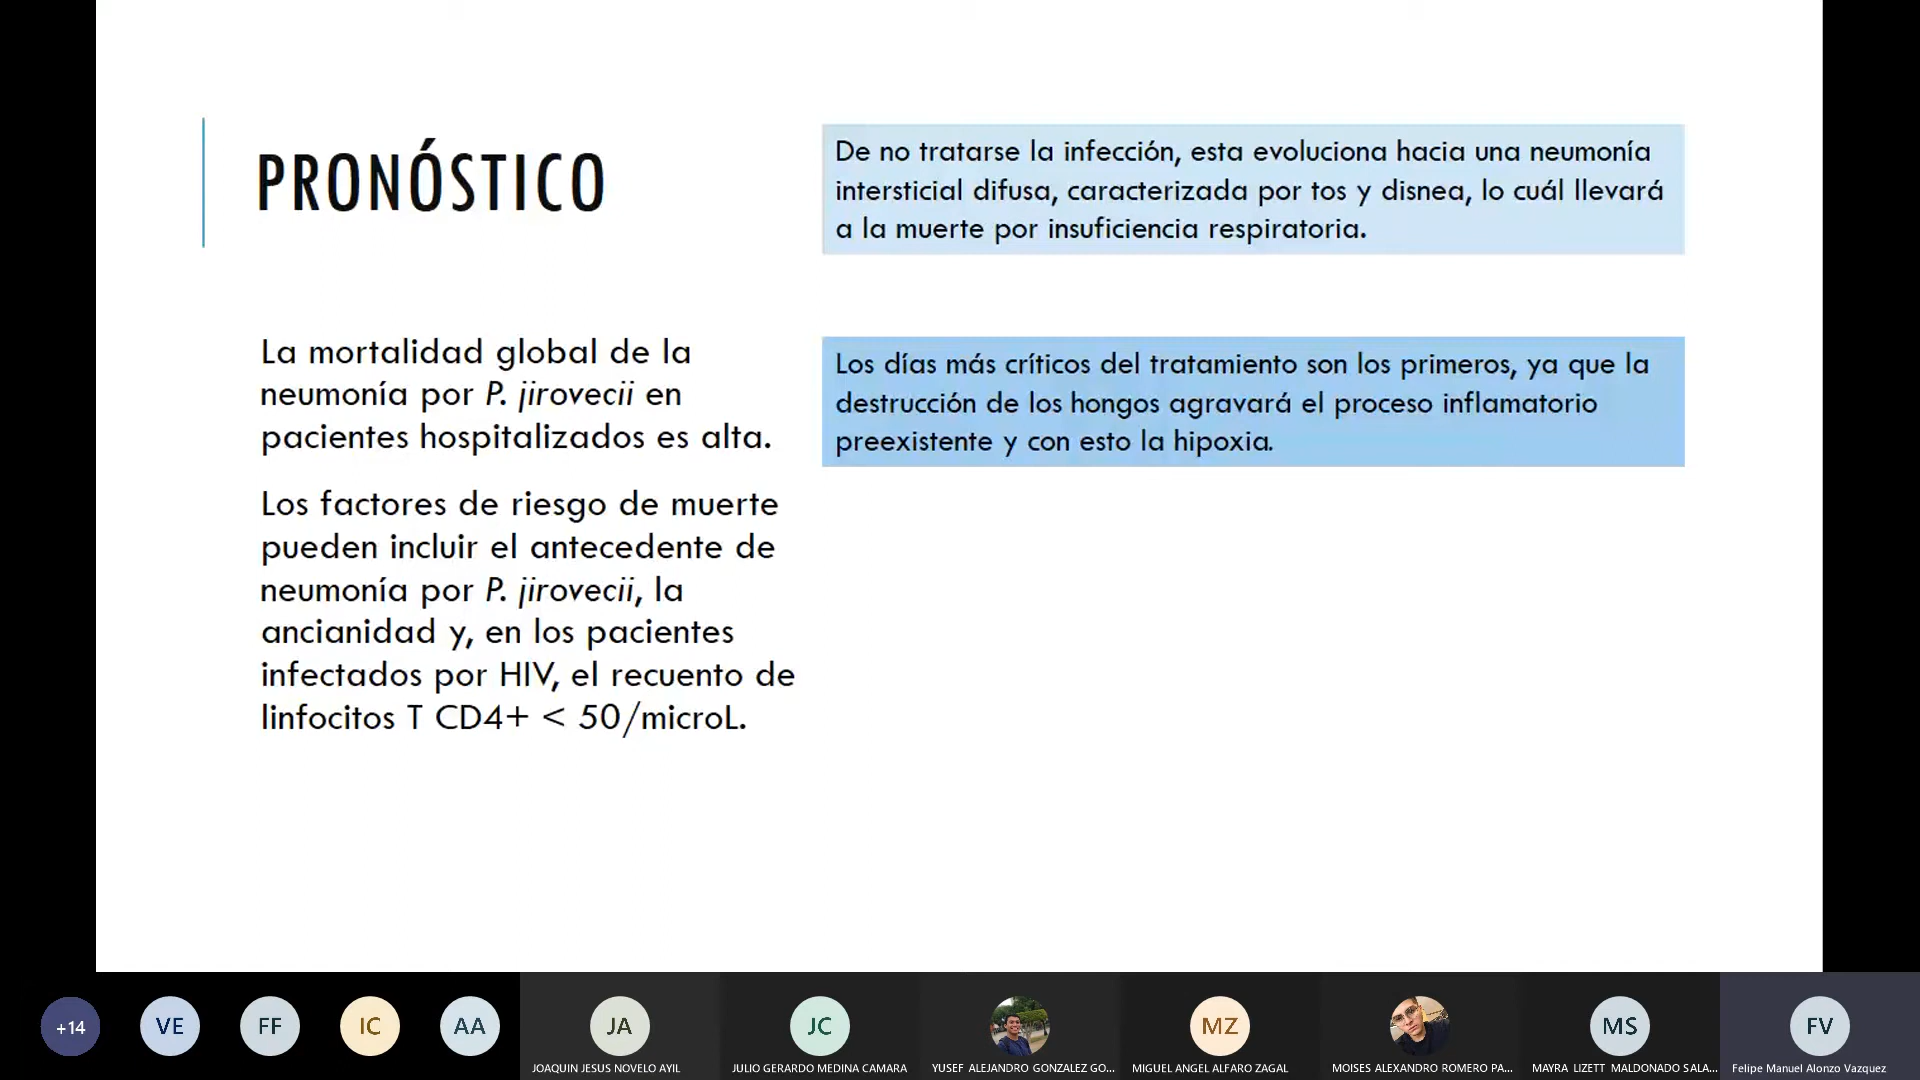 PRONÓSTICO
La mortalidad global de la
neumonía por P. jirovecii en
pacientes hospitalizados es alta.
Los factores de riesgo de muerte
pueden incluir el antecedente de
neumonía por P. jirovecii, la
ancianidad y, en los pacientes
infectados por HIV, el recuento de
linfocitos T CD4+ < 50/microL.
De no tratarse la infección, esta evoluciona hacia una neumonía
intersticial difusa, caracterizada por tos y disnea, lo cuál llevará
a la muerte por insuficiencia respiratoria.
Los días más críticos del tratamiento son los primeros, ya que la
destrucción de los hongos agravará el proceso inflamatorio
preexistente y con esto la hipoxia.
+14
VE
FF
IC
AA
JA
JC
MZ
MS
FV
JOAQUIN JESUS NOVELO AYIL
JULIO GERARDO MEDINA CAMARA
YUSEF ALEJANDRO GONZALEZ GO...
MIGUEL ANGEL ALFARO ZAGAL
MOISES ALEXANDRO ROMERO PA...
MAYRA LIZETT MALDONADO SALA...
Felipe Manuel Alonzo Vazquez